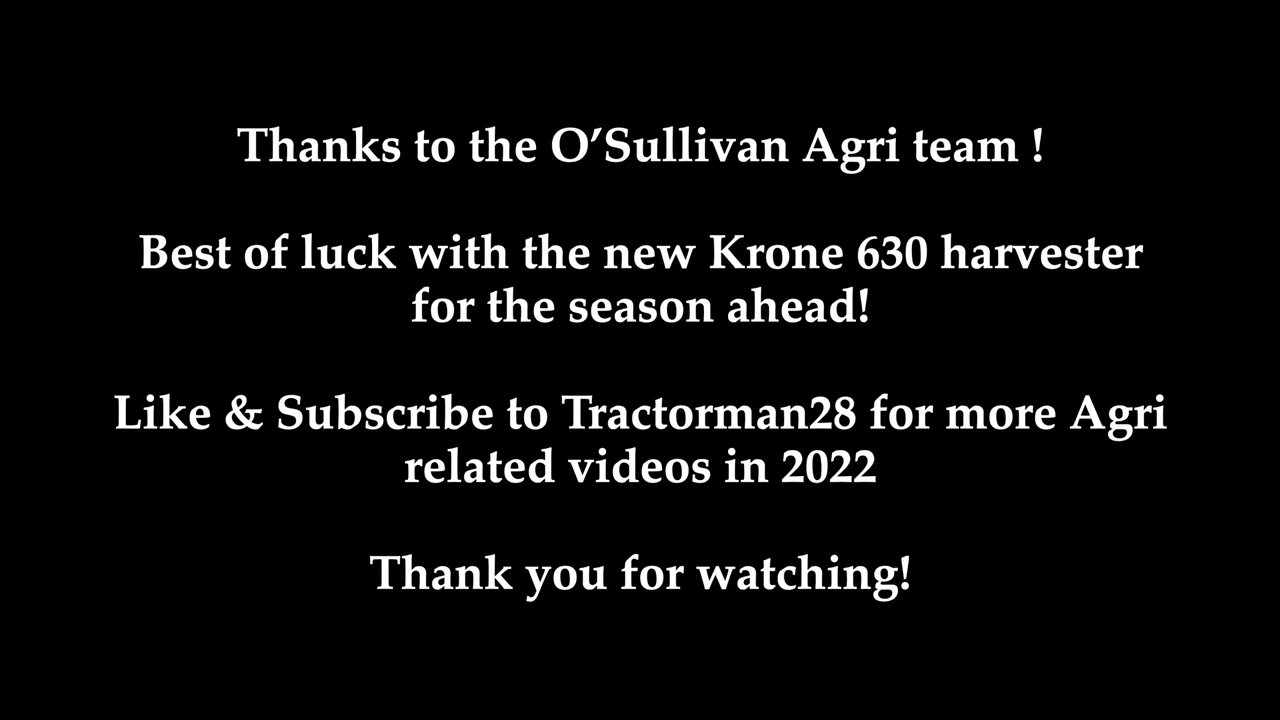 Thanks to the O’Sullivan Agri team !
Best of luck with the new Krone 630 harvester
for the season ahead!
Like & Subscribe to Tractorman28 for more Agri
related videos in 2022
Thank you for watching!